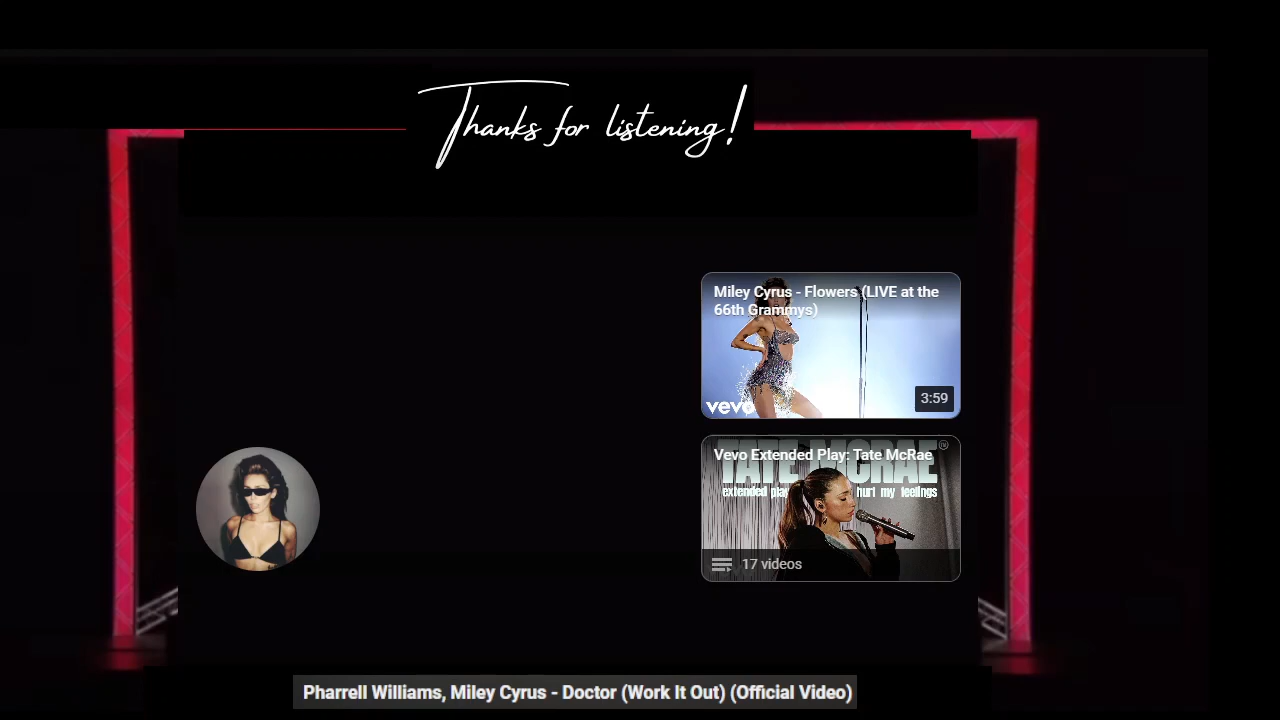 Thanks for listening!
Miley Cyrus - Flowers (LIVE at the
66th Grammys)
vevo
3:59
TATE MCRAE
Vevo Extended Play: Tate McRae
extended play hurt my feelings
17 videos
Pharrell Williams, Miley Cyrus - Doctor (Work It Out) (Official Video)